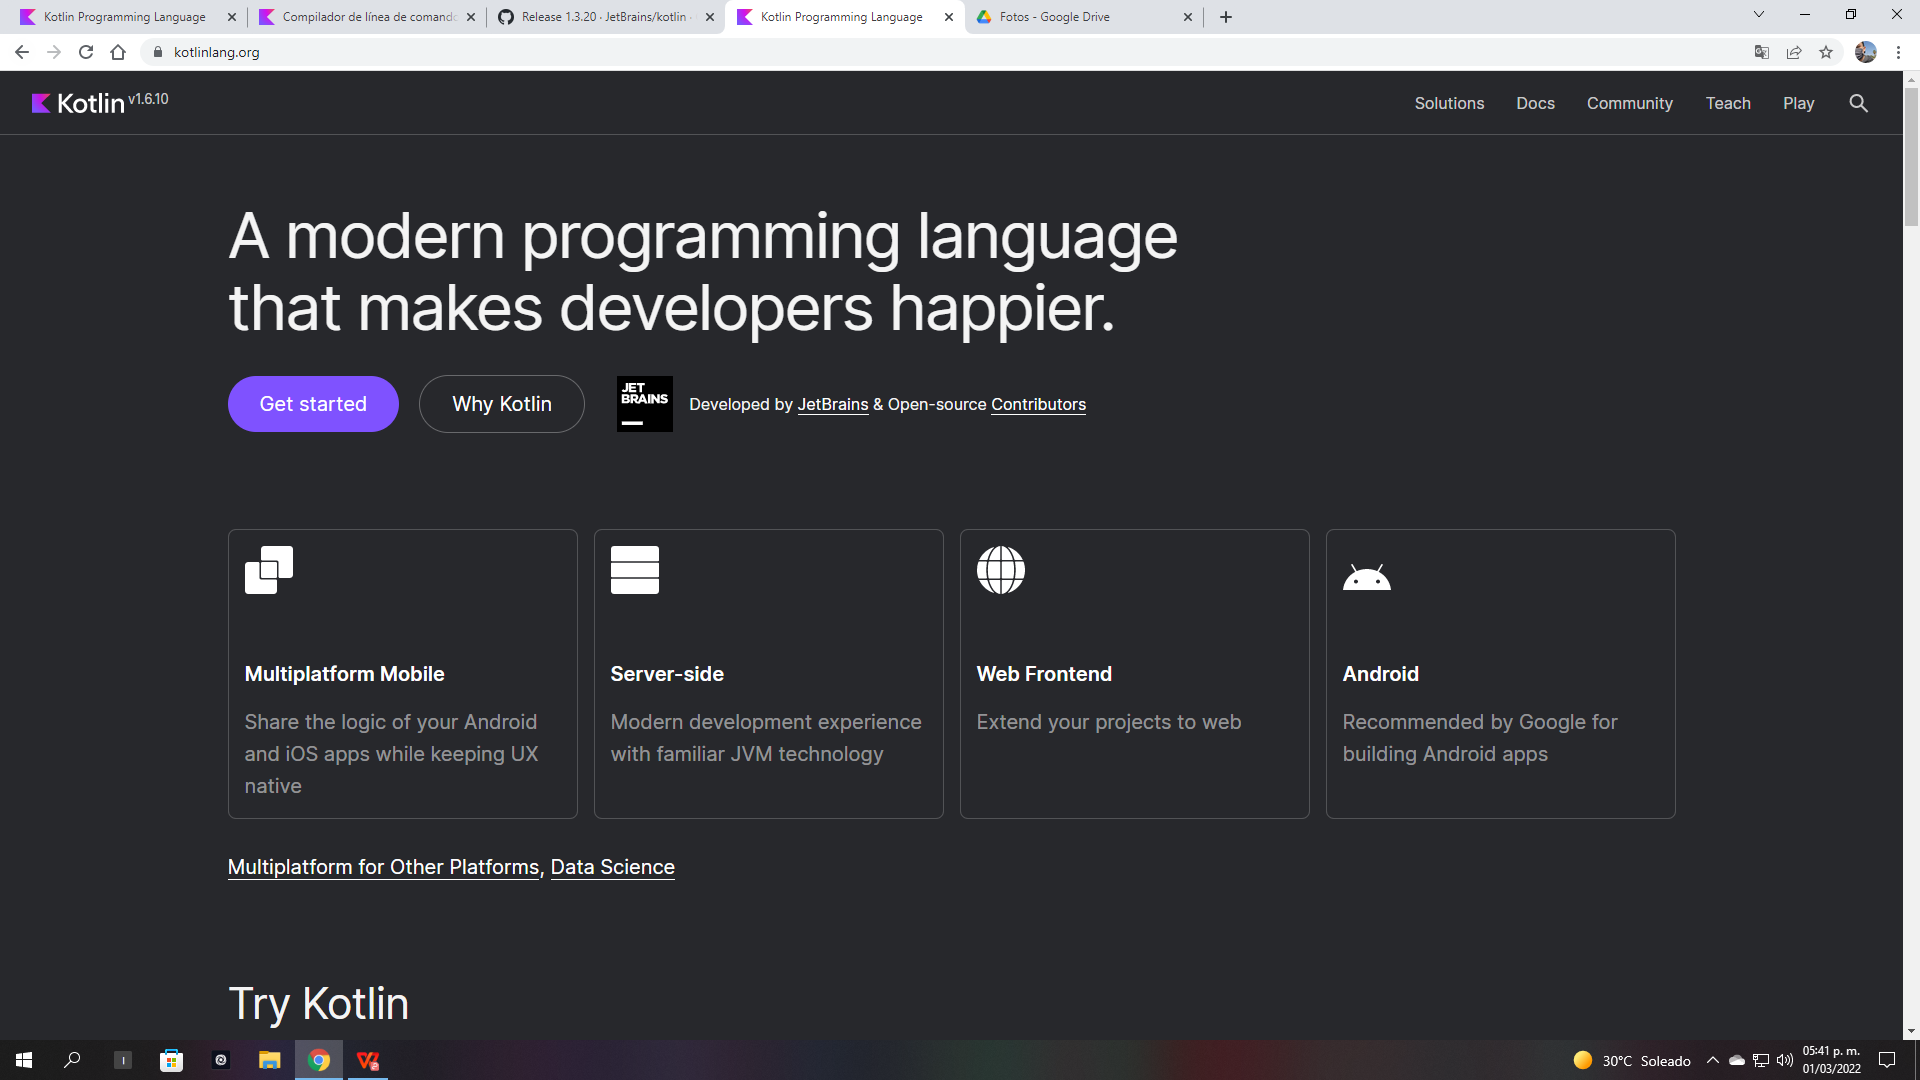 Kotlin Programming Language
Compilador de línea de comando
Release 1.3.20 · JetBrains/kotlin ·
Kotlin Programming Language
Fotos - Google Drive
kotlinlang.org
Kotlin v1.6.10
Solutions
Docs
Community
Teach
Play
A modern programming language
that makes developers happier.
Get started
Why Kotlin
JET
BRAINS
Developed by JetBrains & Open-source Contributors
Multiplatform Mobile
Share the logic of your Android
and iOS apps while keeping UX
native
Server-side
Modern development experience
with familiar JVM technology
Web Frontend
Extend your projects to web
Android
Recommended by Google for
building Android apps
Multiplatform for Other Platforms, Data Science
Try Kotlin
30°C Soleado
05:41 p. m.
01/03/2022